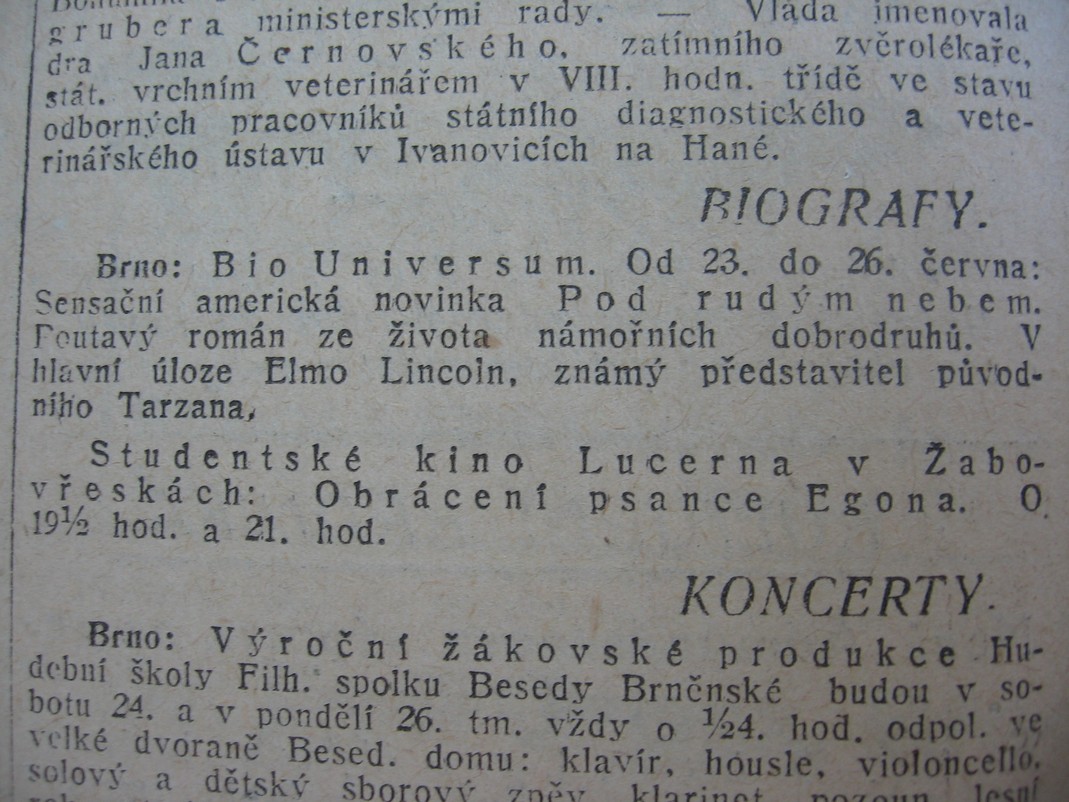 grubera ministerskými rady. — Vláda jmenovala
dra Jana Černovského, zatímního zvěrolékaře,
stát. vrchním veterinářem v VIII. hodn. třídě ve stavu
odborných pracovníků státního diagnostického a vete-
rinářského ústavu v Ivanovicích na Hané.
BIOGRAFY.
Brno: Bio Universum. Od 23. do 26. června:
Sensační americká novinka Pod rudým nebem.
Poutavý román ze života námořních dobrodruhů. V
hlavní úloze Elmo Lincoln, známý představitel původ-
ního Tarzana,
Studentské kino Lucerna v Žabo-
vřeskách: Obrácení psance Egona. O
19½ hod. a 21. hod.
KONCERTY.
Brno: Výroční žákovské produkce Hu-
dební školy Filh. spolku Besedy Brněnské budou v so-
botu 24. a v pondělí 26. tm. vždy o ½4. hod. odpol. ve
velké dvoraně Besed. domu: klavír, housle, violoncello,
solový a dětský sborový zpěv, klarinet, pozoun, lesní